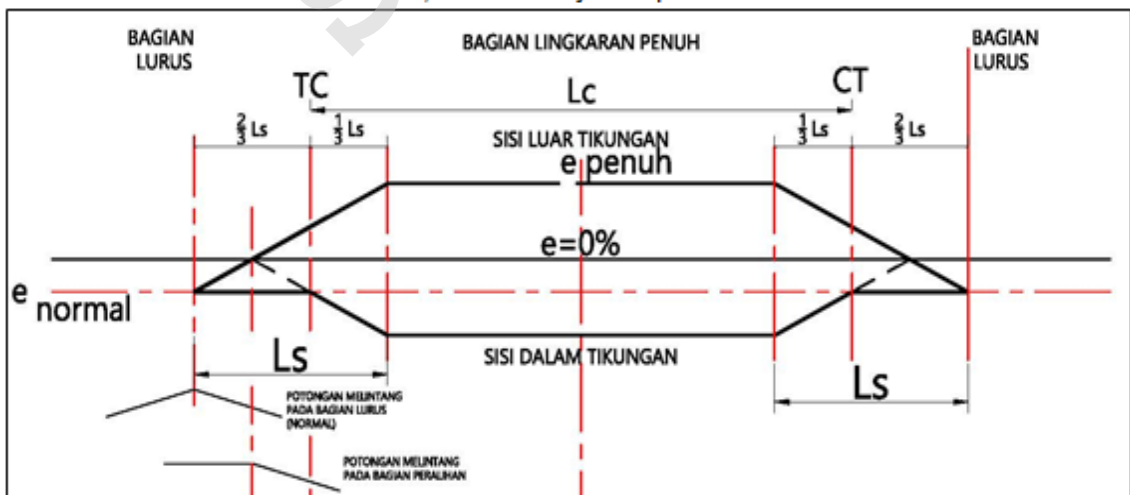 BAGIAN
LURUS
BAGIAN LINGKARAN PENUH
BAGIAN
LURUS
TC
Lc
CT
2/3 Ls
1/3 Ls
SISI LUAR TIKUNGAN
1/3 Ls
2/3 Ls
e penuh
e=0%
e normal
Ls
SISI DALAM TIKUNGAN
Ls
POTONGAN MELINTANG
PADA BAGIAN LURUS
(NORMAL)
POTONGAN MELINTANG
PADA BAGIAN PERALIHAN